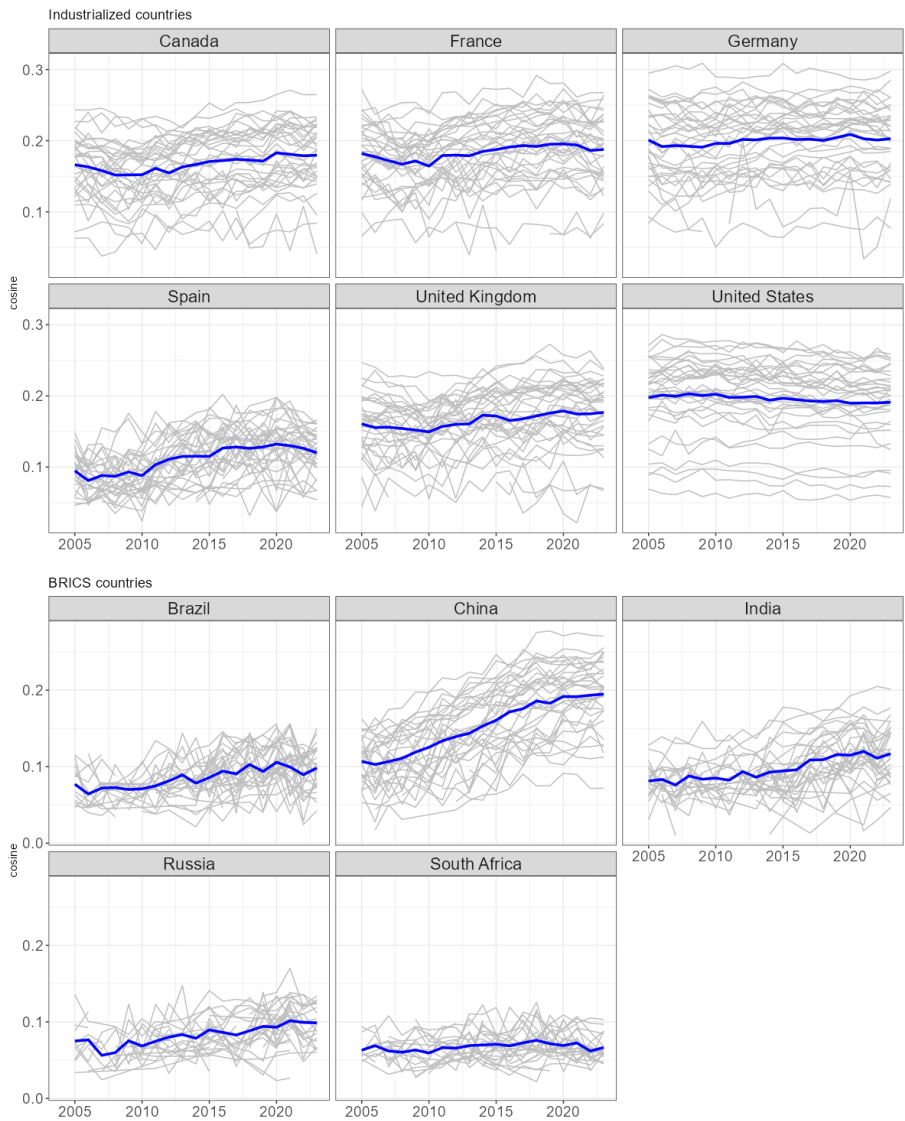 Industrialized countries
Canada France Germany
0.3
0.2
0.1
cosine
Spain United Kingdom United States
0.3
0.2
0.1
2005 2010 2015 2020 2005 2010 2015 2020 2005 2010 2015 2020
BRICS countries
Brazil China India
0.2
0.1
0.0
2005 2010 2015 2020
cosine
Russia South Africa
0.2
0.1
0.0
2005 2010 2015 2020 2005 2010 2015 2020